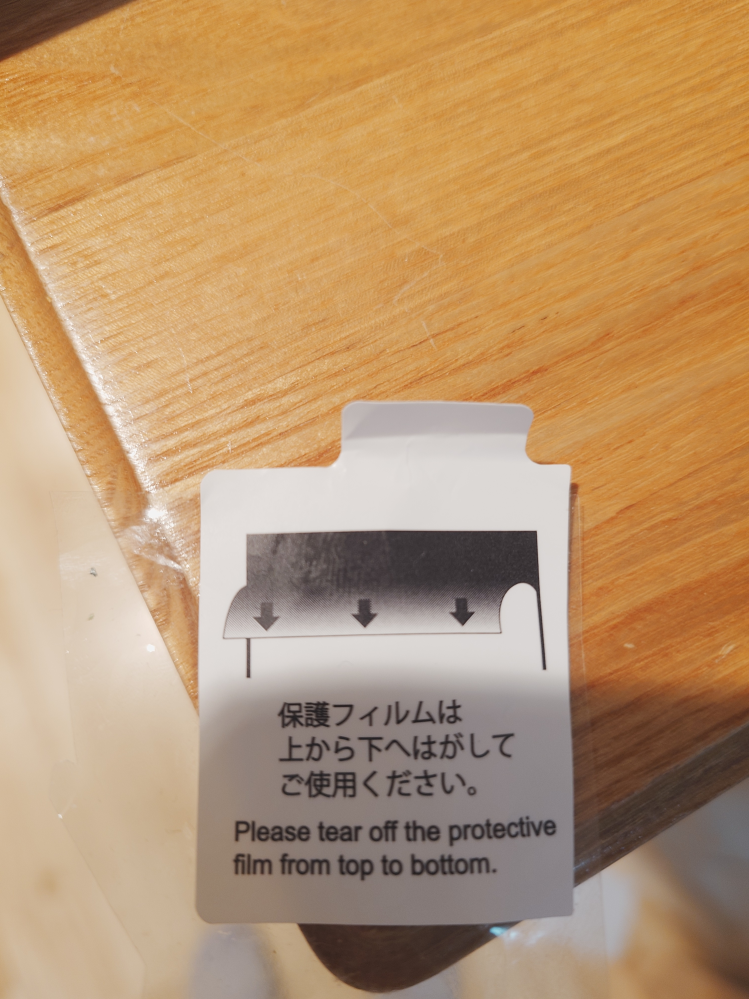 保護フィルムは
上から下へはがして
ご使用ください。
Please tear off the protective
film from top to bottom.